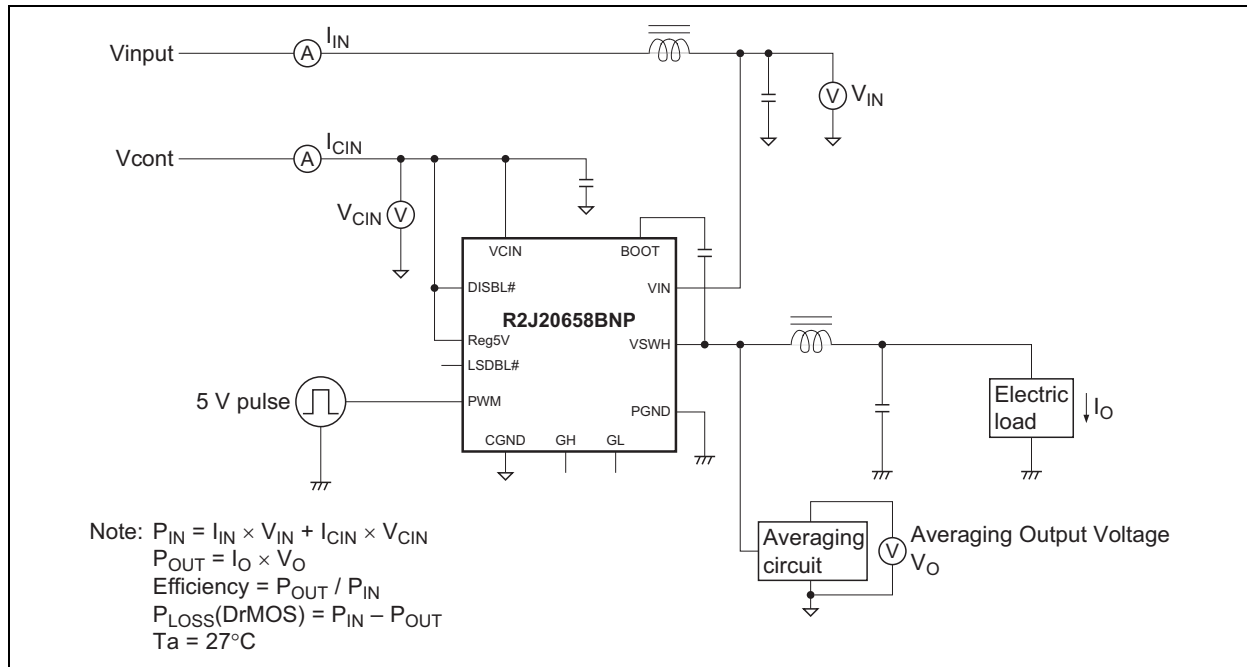 Vinput
A
I_IN
V
V_IN
Vcont
A
I_CIN
V_CIN
V
VCIN
BOOT
DISBL#
VIN
R2J20658BNP
Reg5V
VSWH
LSDBL#
5 V pulse
PWM
PGND
Electric
load
I_O
CGND
GH
GL
Averaging
circuit
V
Averaging Output Voltage
V_O
Note: P_IN = I_IN × V_IN + I_CIN × V_CIN
P_OUT = I_O × V_O
Efficiency = P_OUT / P_IN
P_LOSS(DrMOS) = P_IN – P_OUT
Ta = 27°C